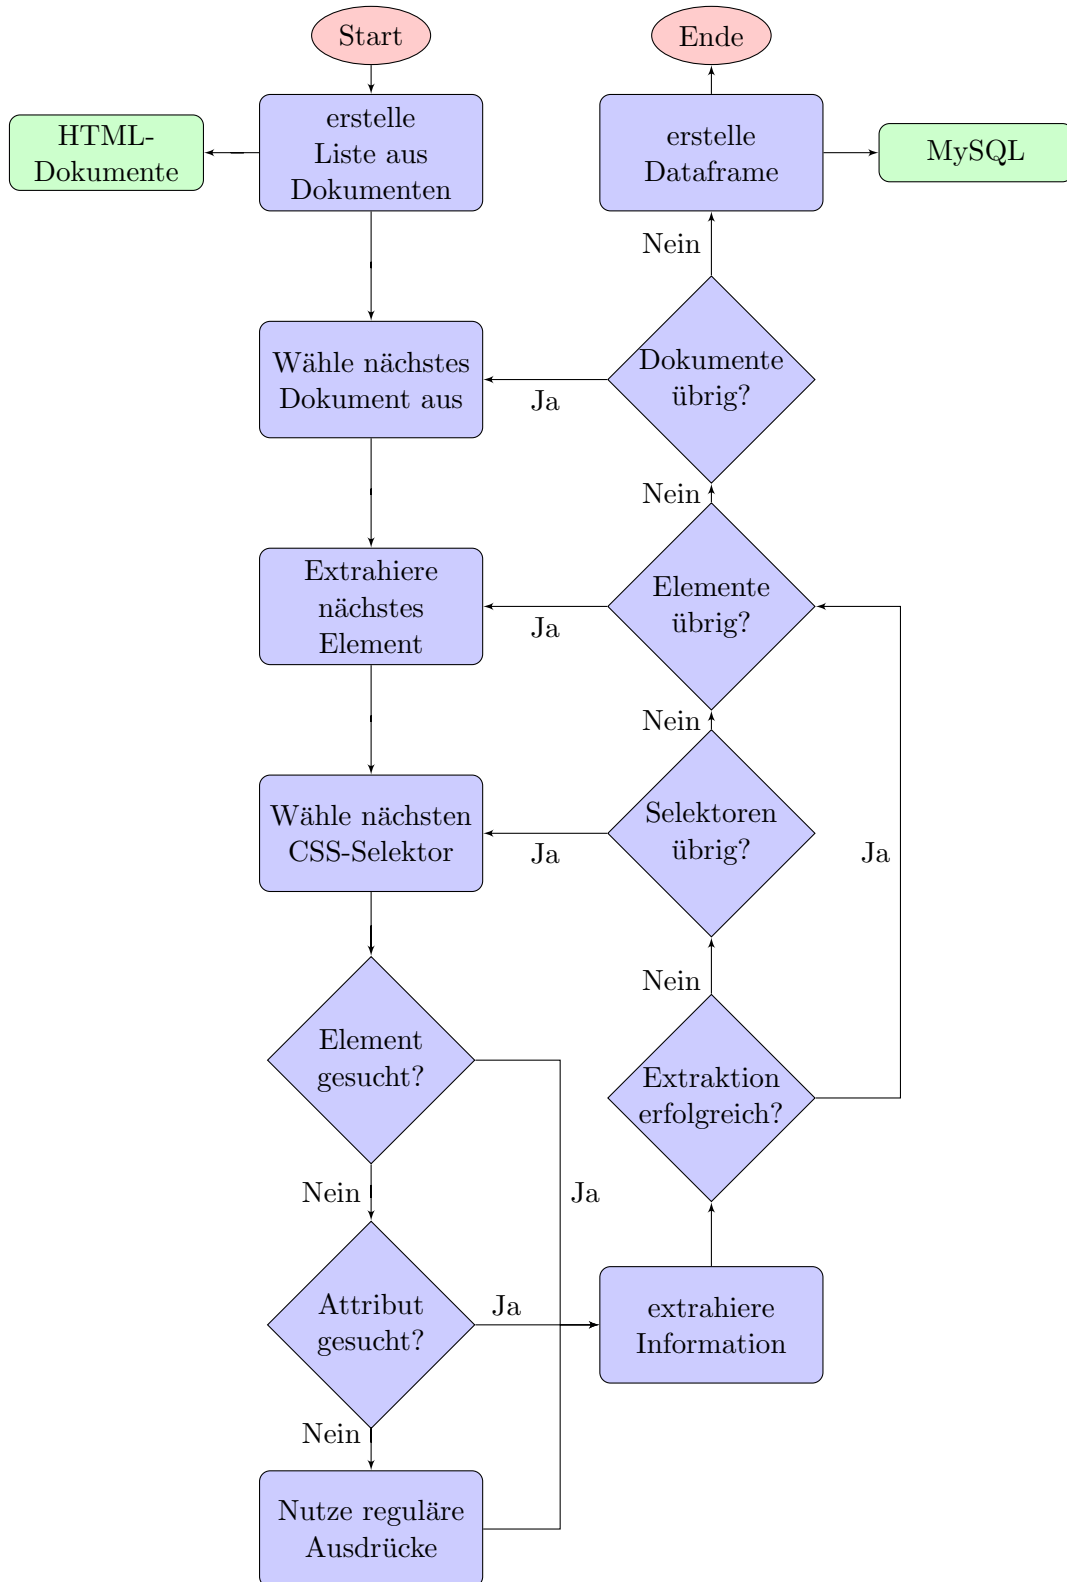 Start
Ende
erstelle
Liste aus
Dokumenten
HTML-
Dokumente
erstelle
Dataframe
MySQL
Nein
Wähle nächstes
Dokument aus
Ja
Dokumente
übrig?
Nein
Extrahiere
nächstes
Element
Ja
Elemente
übrig?
Nein
Wähle nächsten
CSS-Selektor
Ja
Selektoren
übrig?
Ja
Nein
Element
gesucht?
Extraktion
erfolgreich?
Nein
Ja
Attribut
gesucht?
Ja
extrahiere
Information
Nein
Nutze reguläre
Ausdrücke